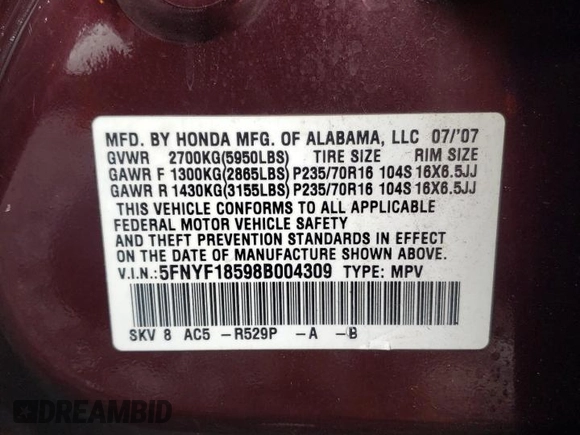 MFD. BY HONDA MFG. OF ALABAMA, LLC 07/'07
GVWR 2700KG(5950LBS) TIRE SIZE RIM SIZE
GAWR F 1300KG(2865LBS) P235/70R16 104S 16X6.5JJ
GAWR R 1430KG(3155LBS) P235/70R16 104S 16X6.5JJ
THIS VEHICLE CONFORMS TO ALL APPLICABLE
FEDERAL MOTOR VEHICLE SAFETY
AND THEFT PREVENTION STANDARDS IN EFFECT
ON THE DATE OF MANUFACTURE SHOWN ABOVE.
V.I.N.: 5FNYF18598B004309 TYPE: MPV
SKV 8 AC5 -R529P -A -B
DREAMBID